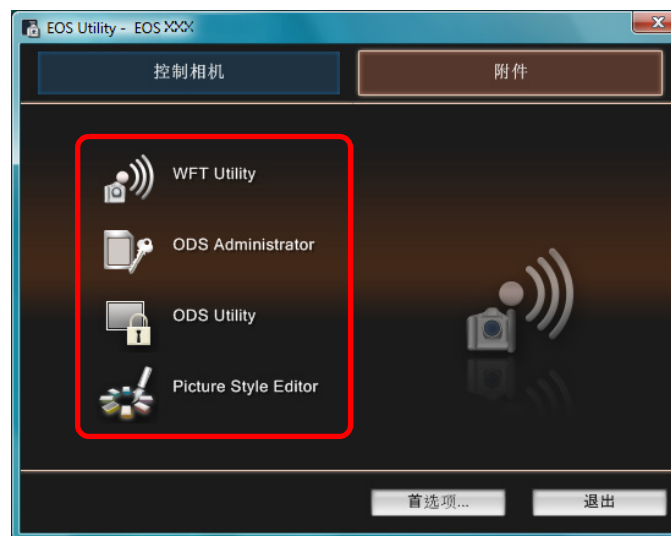 EOS Utility - EOS XXX
控制相机
附件
WFT Utility
ODS Administrator
ODS Utility
Picture Style Editor
首选项...
退出